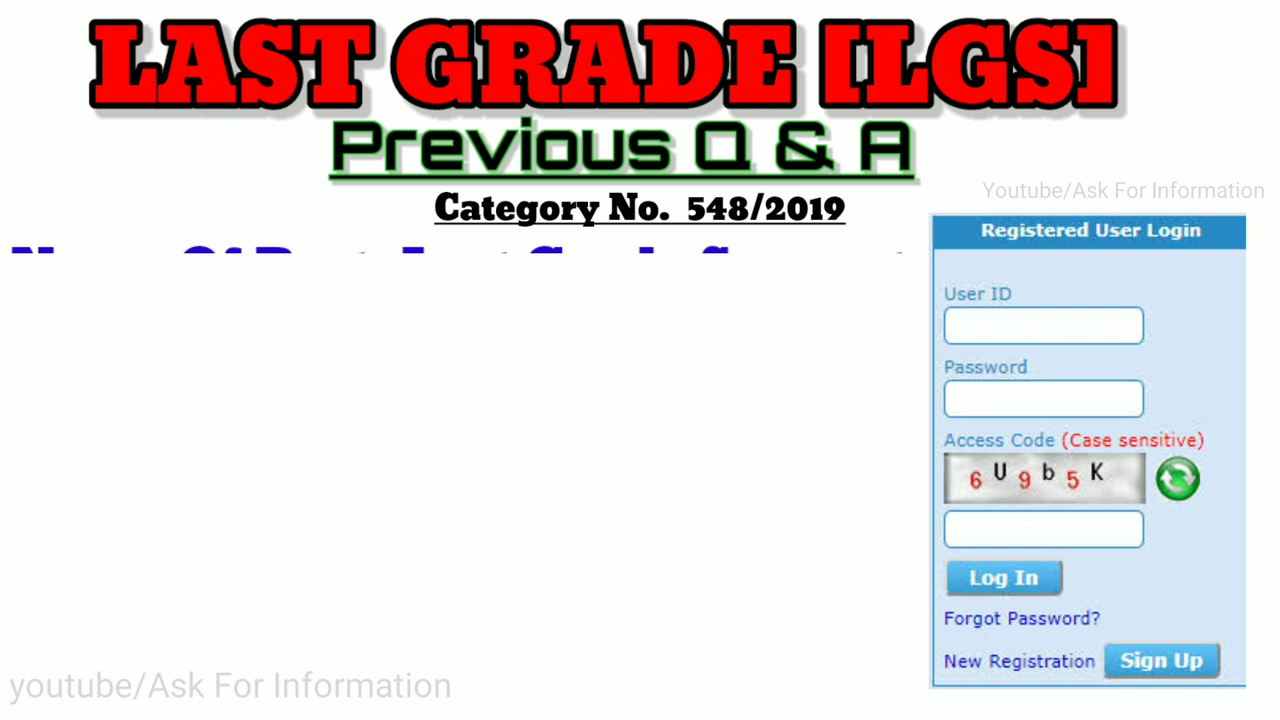 LAST GRADE [LGS]
Previous Q & A
Category No. 548/2019
Youtube/Ask For Information
Registered User Login
User ID
Password
Access Code (Case sensitive)
6 U 9 b 5 K
Log In
Forgot Password?
New Registration Sign Up
youtube/Ask For Information